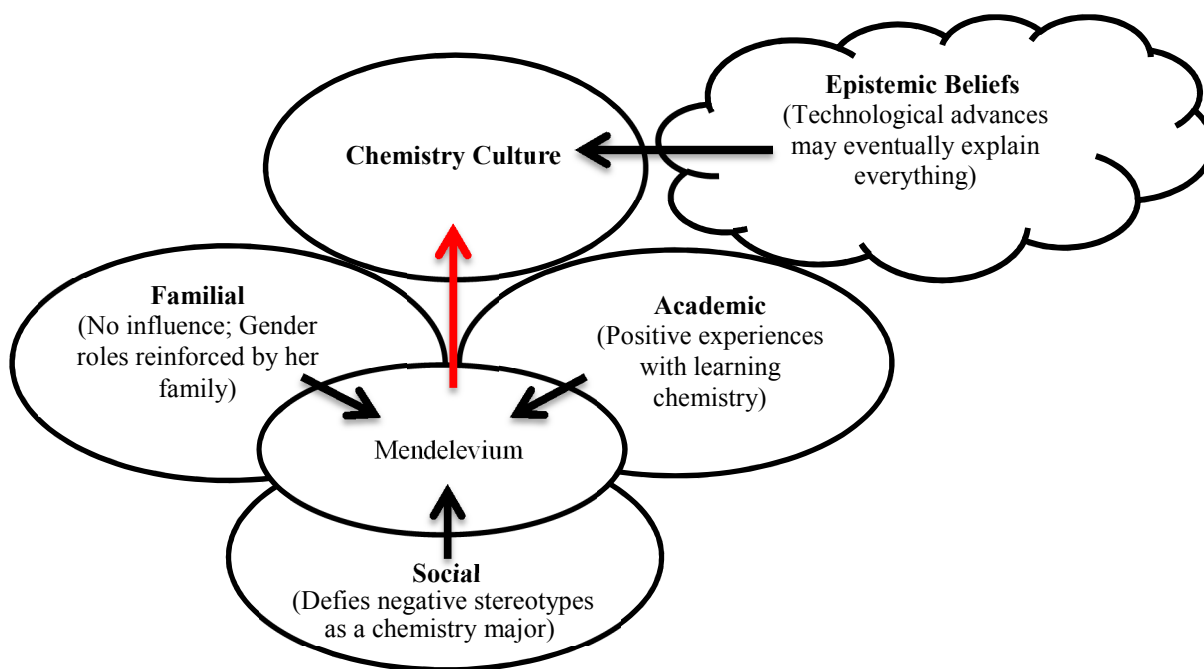 Epistemic Beliefs
(Technological advances
may eventually explain
everything)
Chemistry Culture
Familial
(No influence; Gender
roles reinforced by her
family)
Academic
(Positive experiences
with learning
chemistry)
Mendelevium
Social
(Defies negative stereotypes
as a chemistry major)